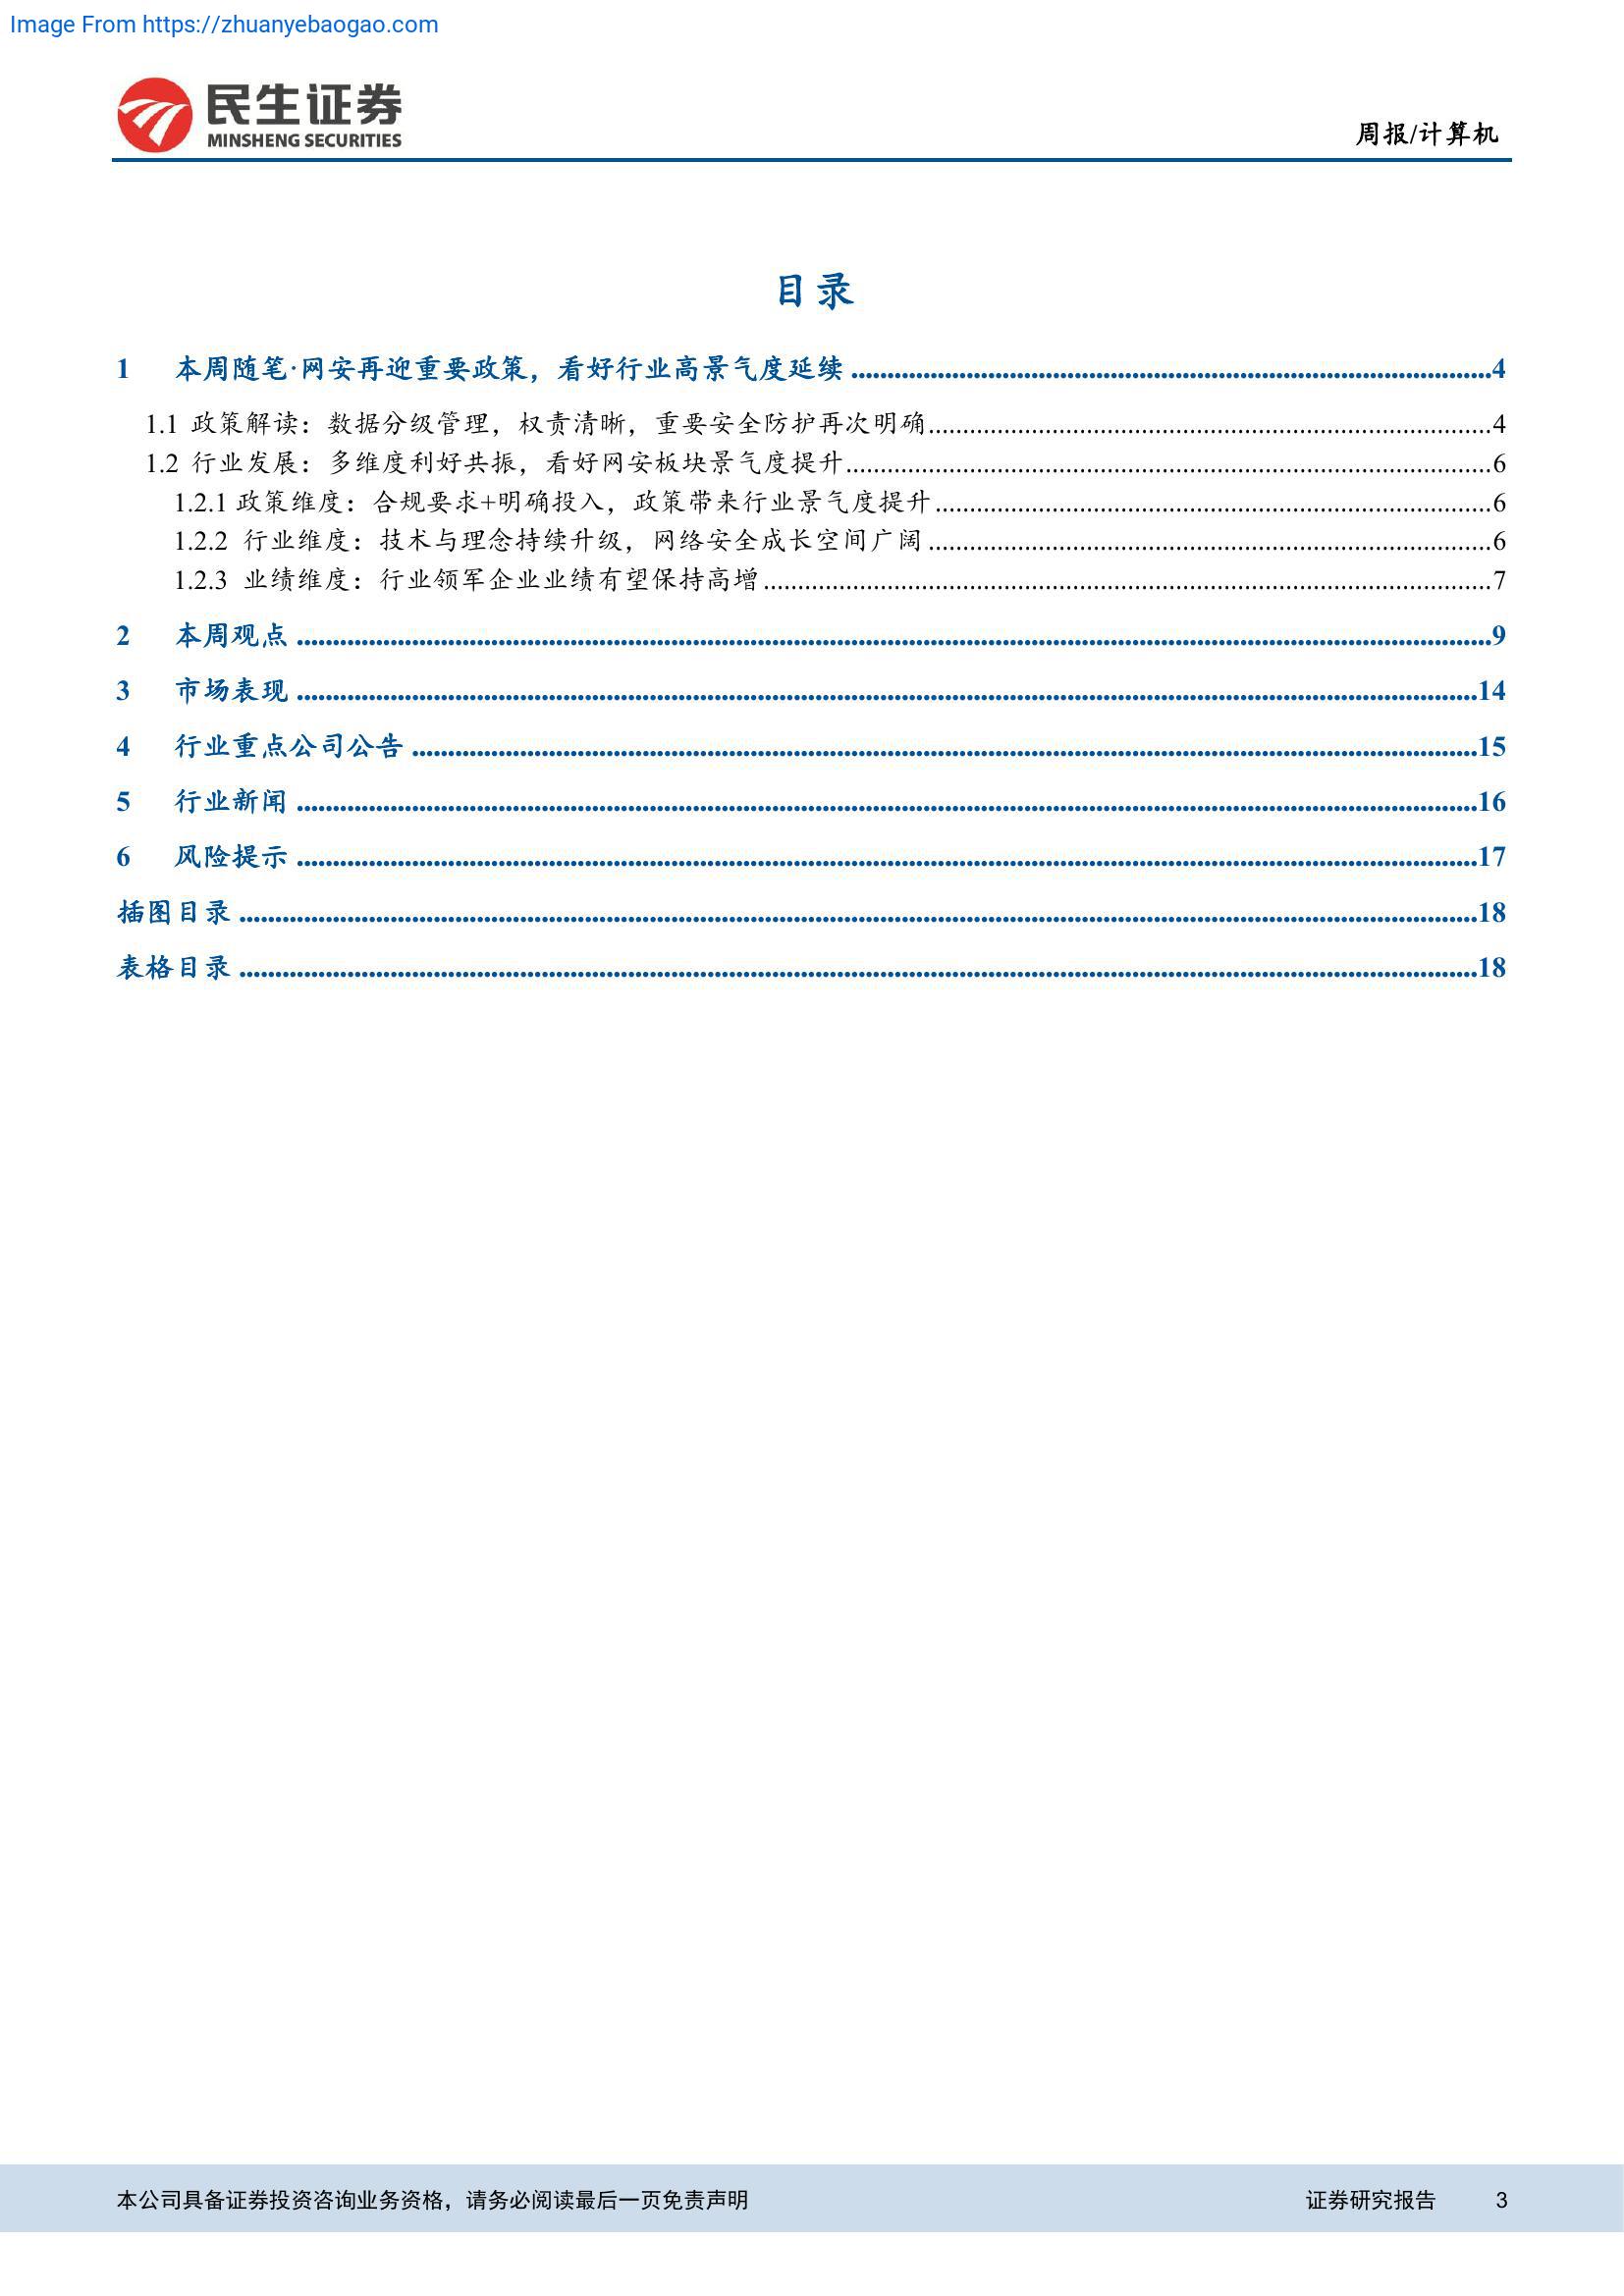 Image From https://zhuanyebaogao.com
民生证券
MINSHENG SECURITIES
周报/计算机
目录
1 本周随笔·网安再迎重要政策，看好行业高景气度延续 4
1.1 政策解读：数据分级管理，权责清晰，重要安全防护再次明确 4
1.2 行业发展：多维度利好共振，看好网安板块景气度提升 6
1.2.1 政策维度：合规要求+明确投入，政策带来行业景气度提升 6
1.2.2 行业维度：技术与理念持续升级，网络安全成长空间广阔 6
1.2.3 业绩维度：行业领军企业业绩有望保持高增 7
2 本周观点 9
3 市场表现 14
4 行业重点公司公告 15
5 行业新闻 16
6 风险提示 17
插图目录 18
表格目录 18
本公司具备证券投资咨询业务资格，请务必阅读最后一页免责声明 证券研究报告 3